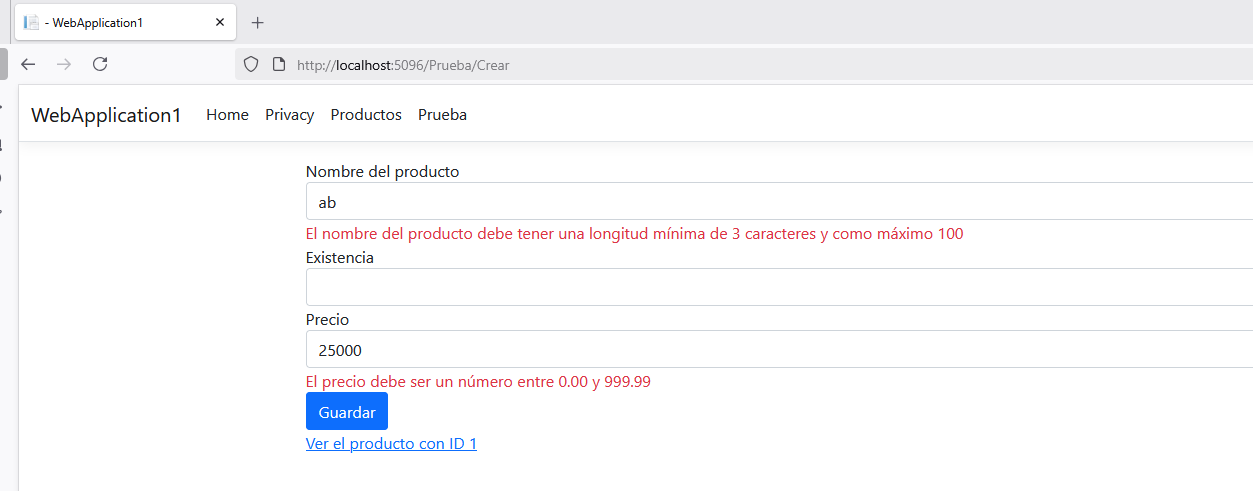 - WebApplication1
http://localhost:5096/Prueba/Crear
WebApplication1 Home Privacy Productos Prueba
Nombre del producto
ab
El nombre del producto debe tener una longitud mínima de 3 caracteres y como máximo 100
Existencia
Precio
25000
El precio debe ser un número entre 0.00 y 999.99
Guardar
Ver el producto con ID 1